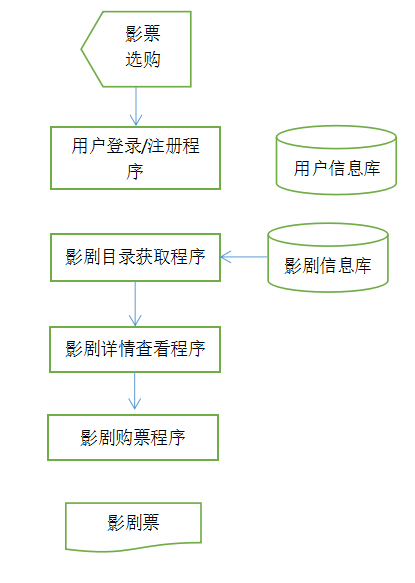 影票
选购
用户登录/注册程
序
用户信息库
影剧目录获取程序
影剧信息库
影剧详情查看程序
影剧购票程序
影剧票